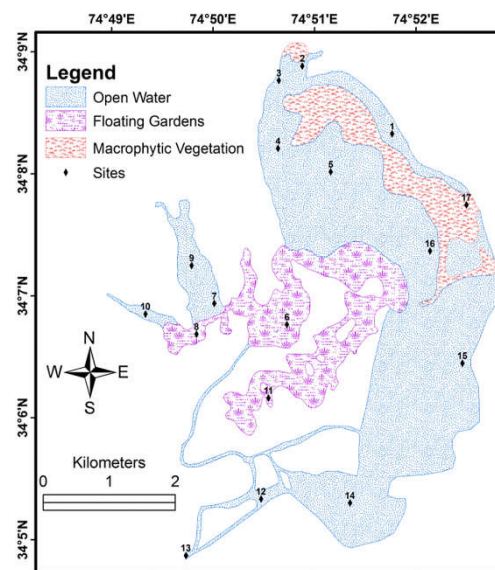 74°49'E 74°50'E 74°51'E 74°52'E
34°9'N
34°8'N
34°7'N
34°6'N
34°5'N
Legend
Open Water
Floating Gardens
Macrophytic Vegetation
Sites
2
3
1
4
5
17
16
9
7
10
8
6
15
11
12
14
13
N
W E
S
Kilometers
0 1 2